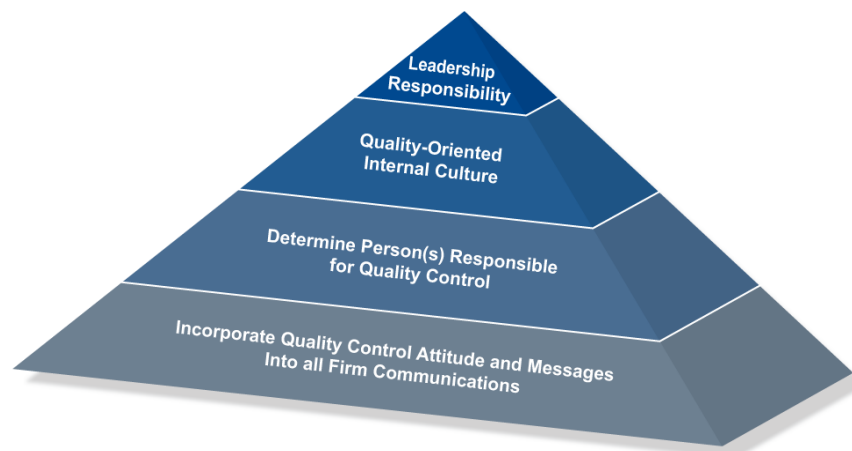 Leadership
Responsibility
Quality-Oriented
Internal Culture
Determine Person(s) Responsible
for Quality Control
Incorporate Quality Control Attitude and Messages
Into all Firm Communications